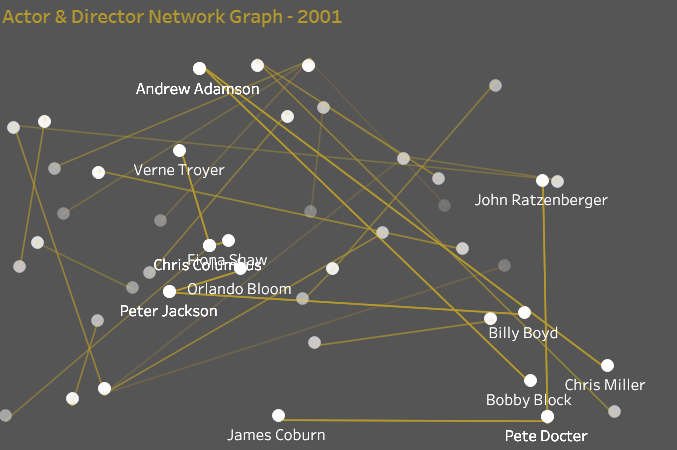 Actor & Director Network Graph - 2001
Andrew Adamson
Verne Troyer
John Ratzenberger
Fiona Shaw
Chris Columbus
Orlando Bloom
Peter Jackson
Billy Boyd
Chris Miller
Bobby Block
James Coburn
Pete Docter